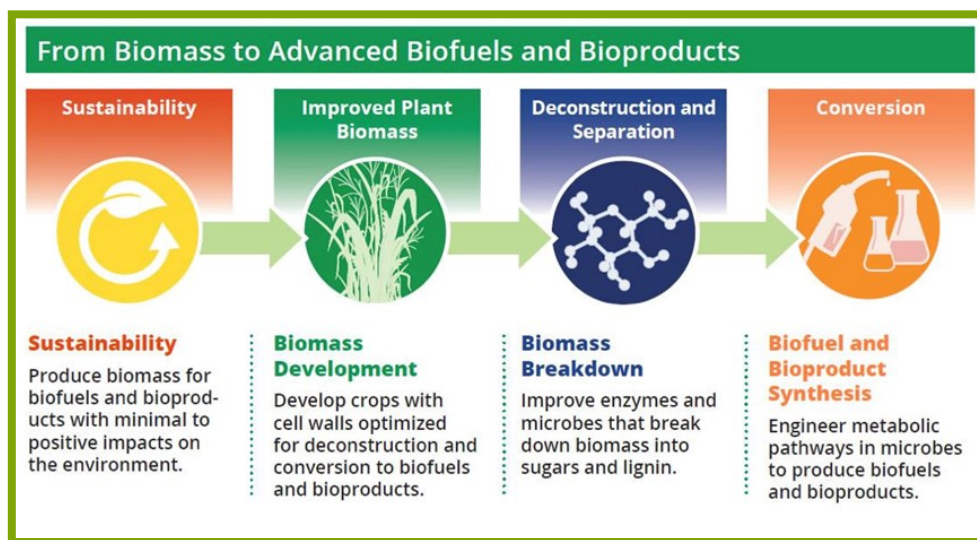 From Biomass to Advanced Biofuels and Bioproducts
Sustainability
Improved Plant
Biomass
Deconstruction and
Separation
Conversion
Sustainability
Produce biomass for
biofuels and bioprod-
ucts with minimal to
positive impacts on
the environment.
Biomass
Development
Develop crops with
cell walls optimized
for deconstruction and
conversion to biofuels
and bioproducts.
Biomass
Breakdown
Improve enzymes and
microbes that break
down biomass into
sugars and lignin.
Biofuel and
Bioproduct
Synthesis
Engineer metabolic
pathways in microbes
to produce biofuels
and bioproducts.